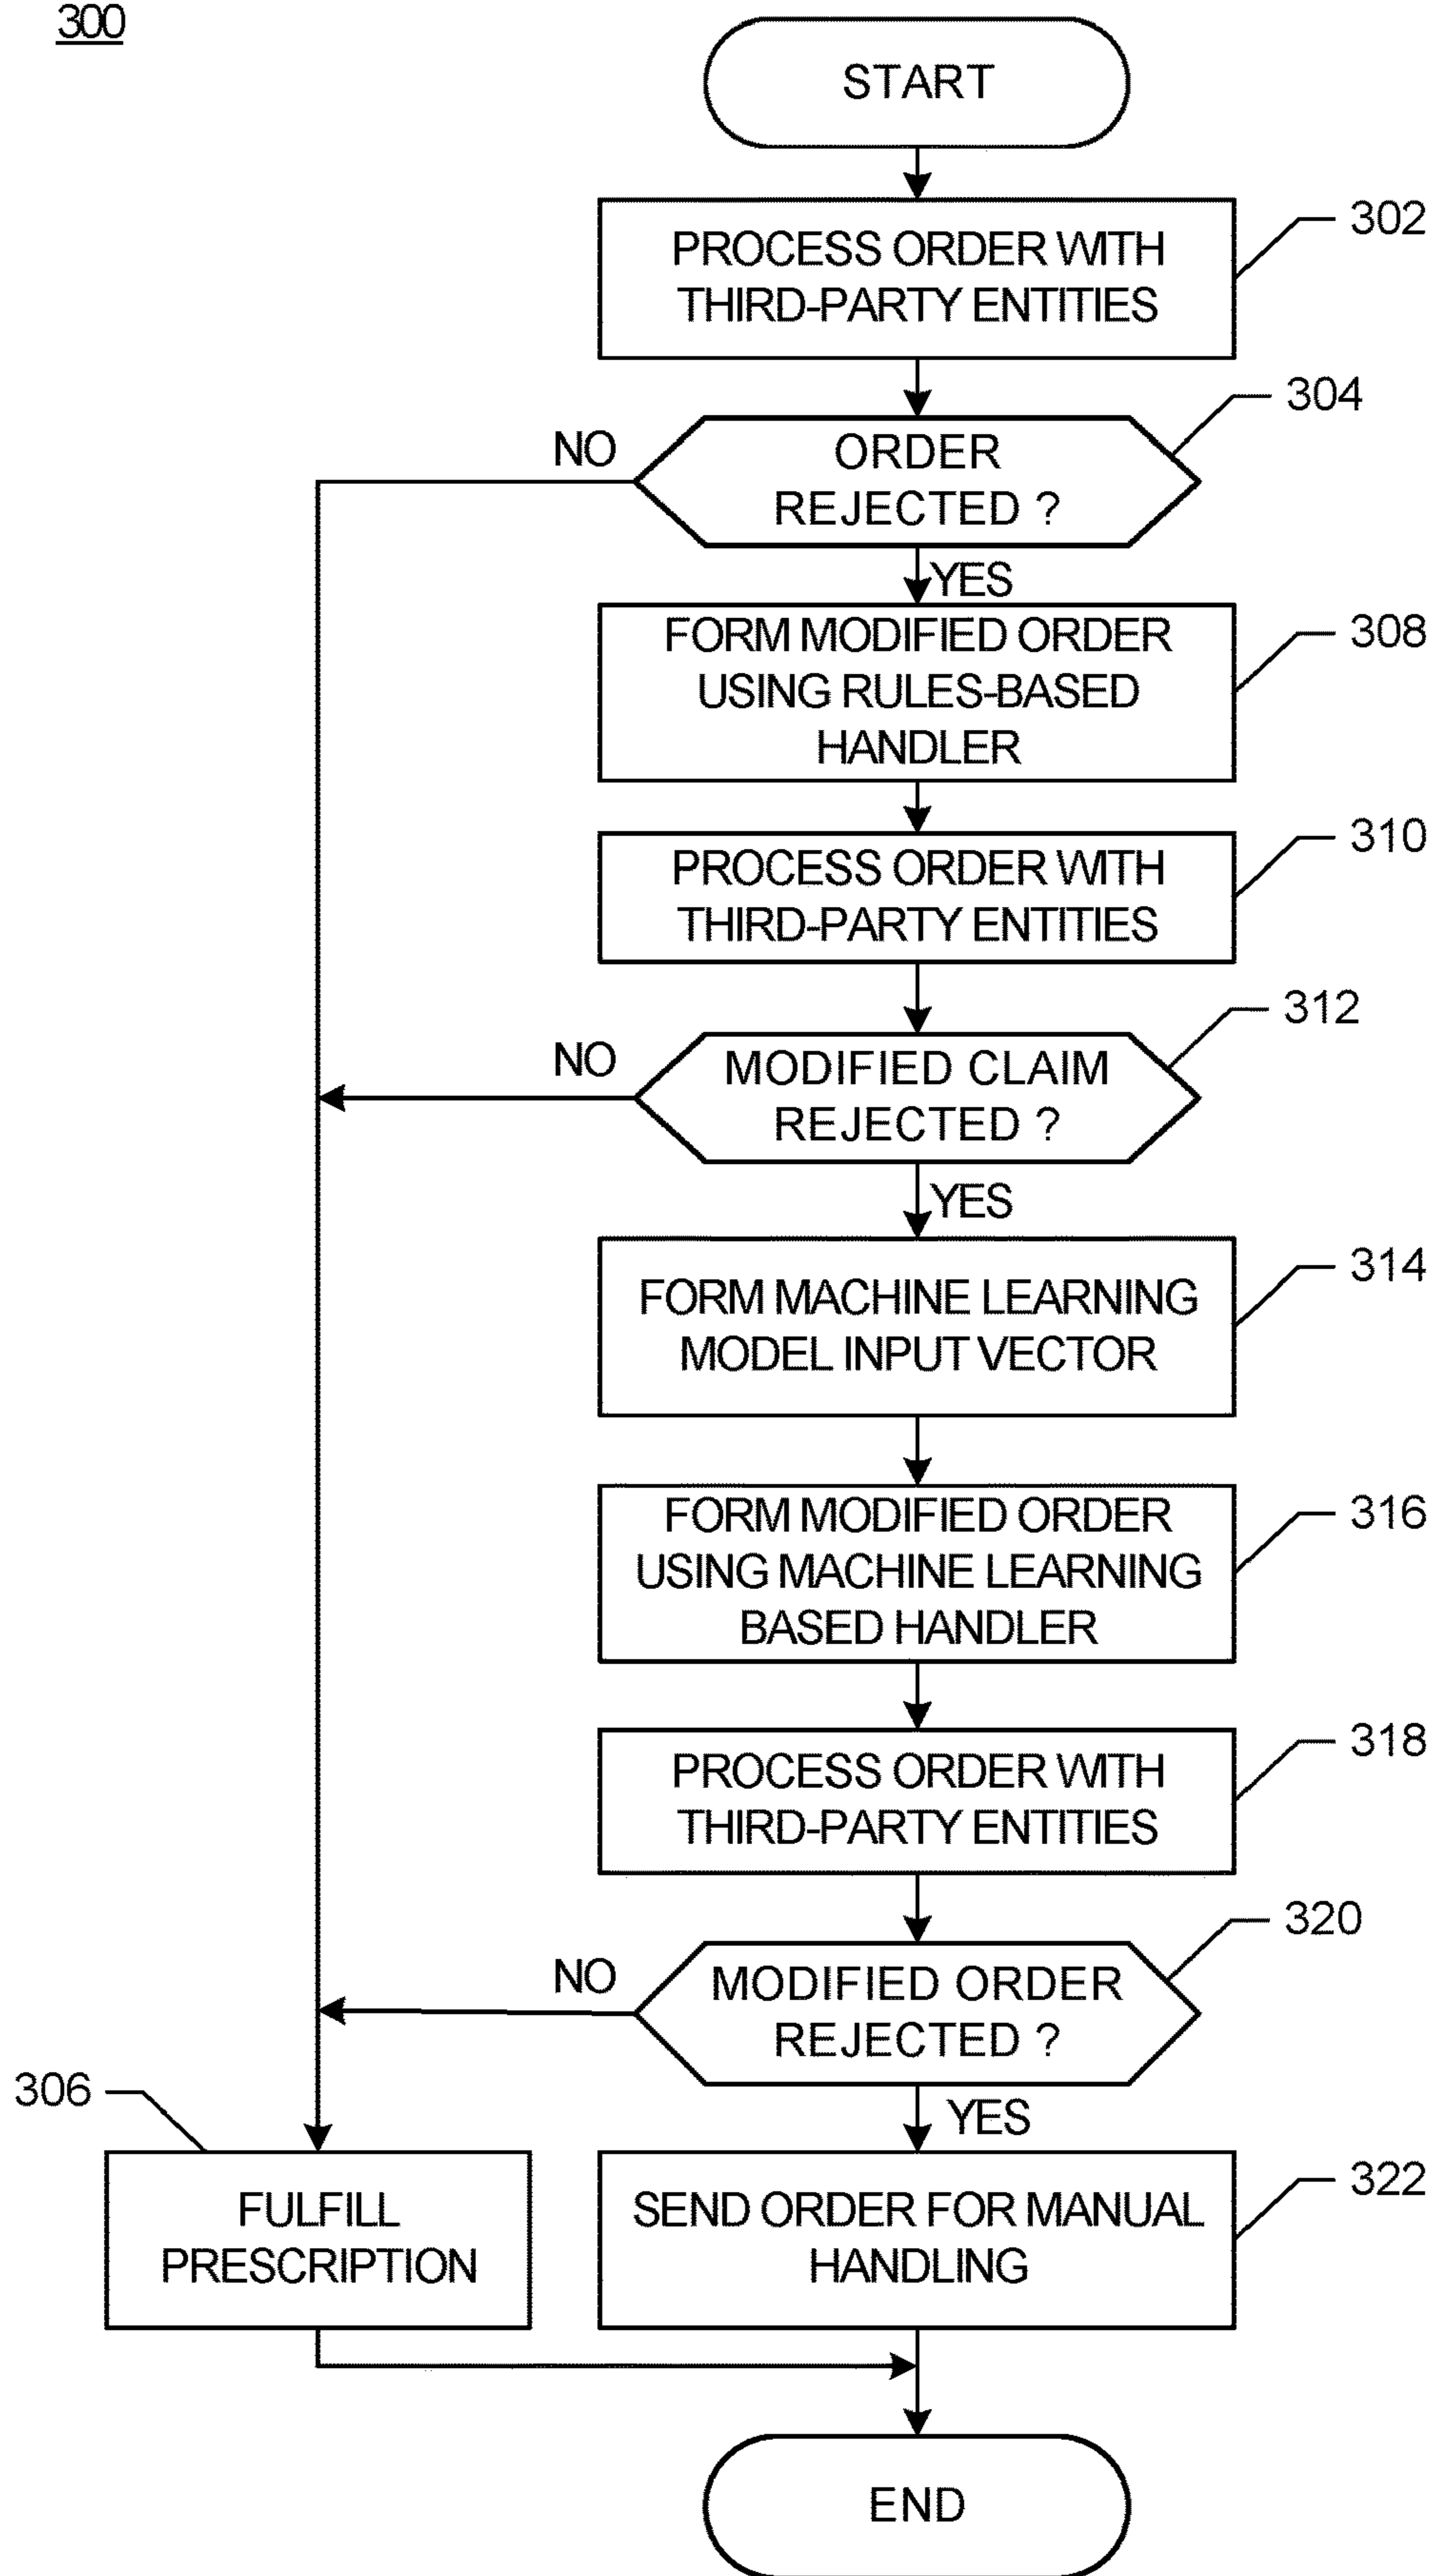 300
START
PROCESS ORDER WITH
THIRD-PARTY ENTITIES
302
304
NO
ORDER
REJECTED ?
YES
FORM MODIFIED ORDER
USING RULES-BASED
HANDLER
308
PROCESS ORDER WITH
THIRD-PARTY ENTITIES
310
312
NO
MODIFIED CLAIM
REJECTED ?
YES
FORM MACHINE LEARNING
MODEL INPUT VECTOR
314
FORM MODIFIED ORDER
USING MACHINE LEARNING
BASED HANDLER
316
PROCESS ORDER WITH
THIRD-PARTY ENTITIES
318
320
NO
MODIFIED ORDER
REJECTED ?
YES
306
FULFILL
PRESCRIPTION
SEND ORDER FOR MANUAL
HANDLING
322
END